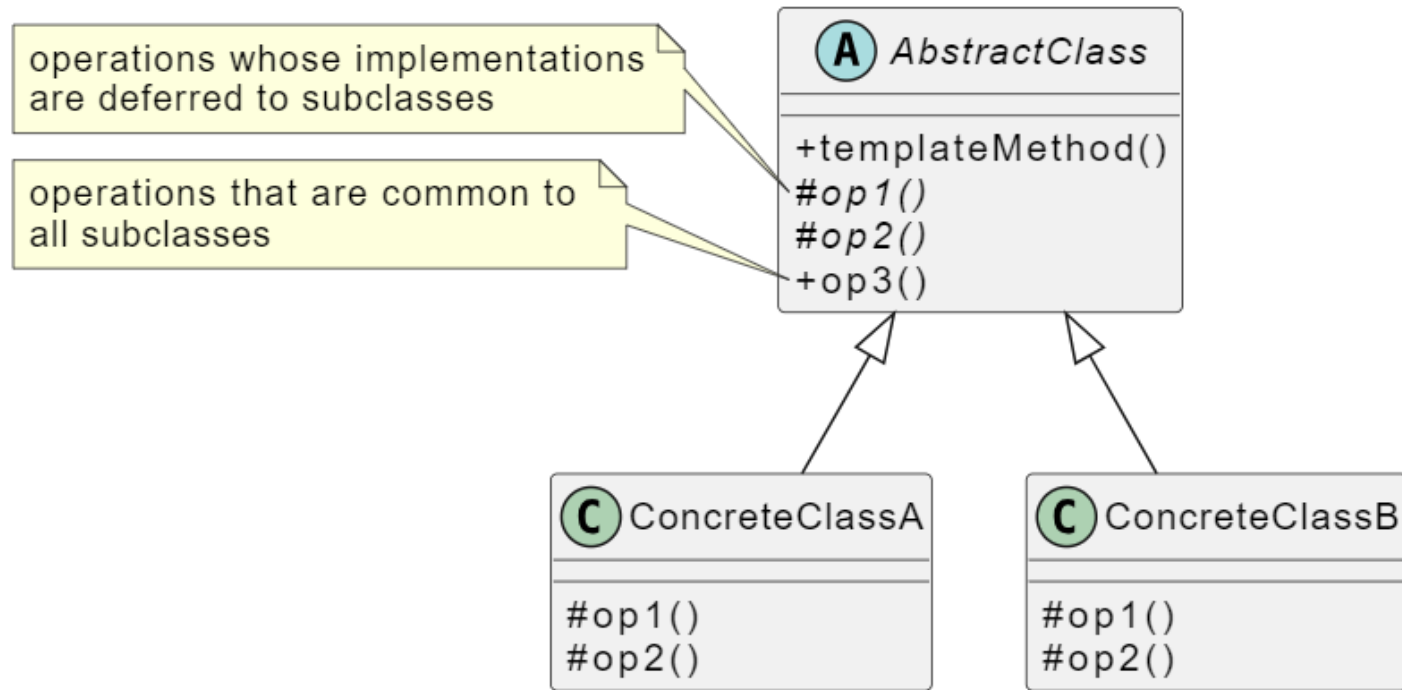 operations whose implementations
are deferred to subclasses
operations that are common to
all subclasses
A AbstractClass
+templateMethod()
#op1()
#op2()
+op3()
C ConcreteClassA
#op1()
#op2()
C ConcreteClassB
#op1()
#op2()